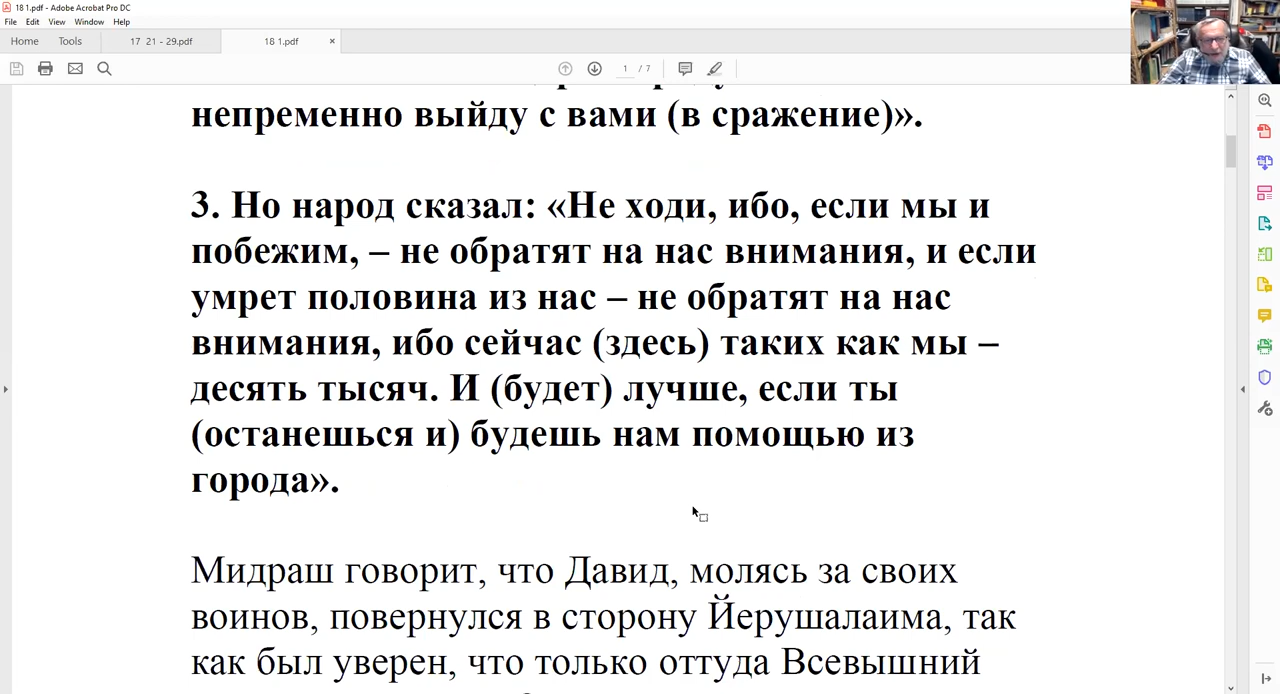 18 1.pdf - Adobe Acrobat Pro DC
File Edit View Window Help
Home Tools 17 21 - 29.pdf 18 1.pdf ×
1 / 7
непременно выйду с вами (в сражение)».
3. Но народ сказал: «Не ходи, ибо, если мы и
побежим, – не обратят на нас внимания, и если
умрет половина из нас – не обратят на нас
внимания, ибо сейчас (здесь) таких как мы –
десять тысяч. И (будет) лучше, если ты
(останешься и) будешь нам помощью из
города».
Мидраш говорит, что Давид, молясь за своих
воинов, повернулся в сторону Йерушалаима, так
как был уверен, что только оттуда Всевышний